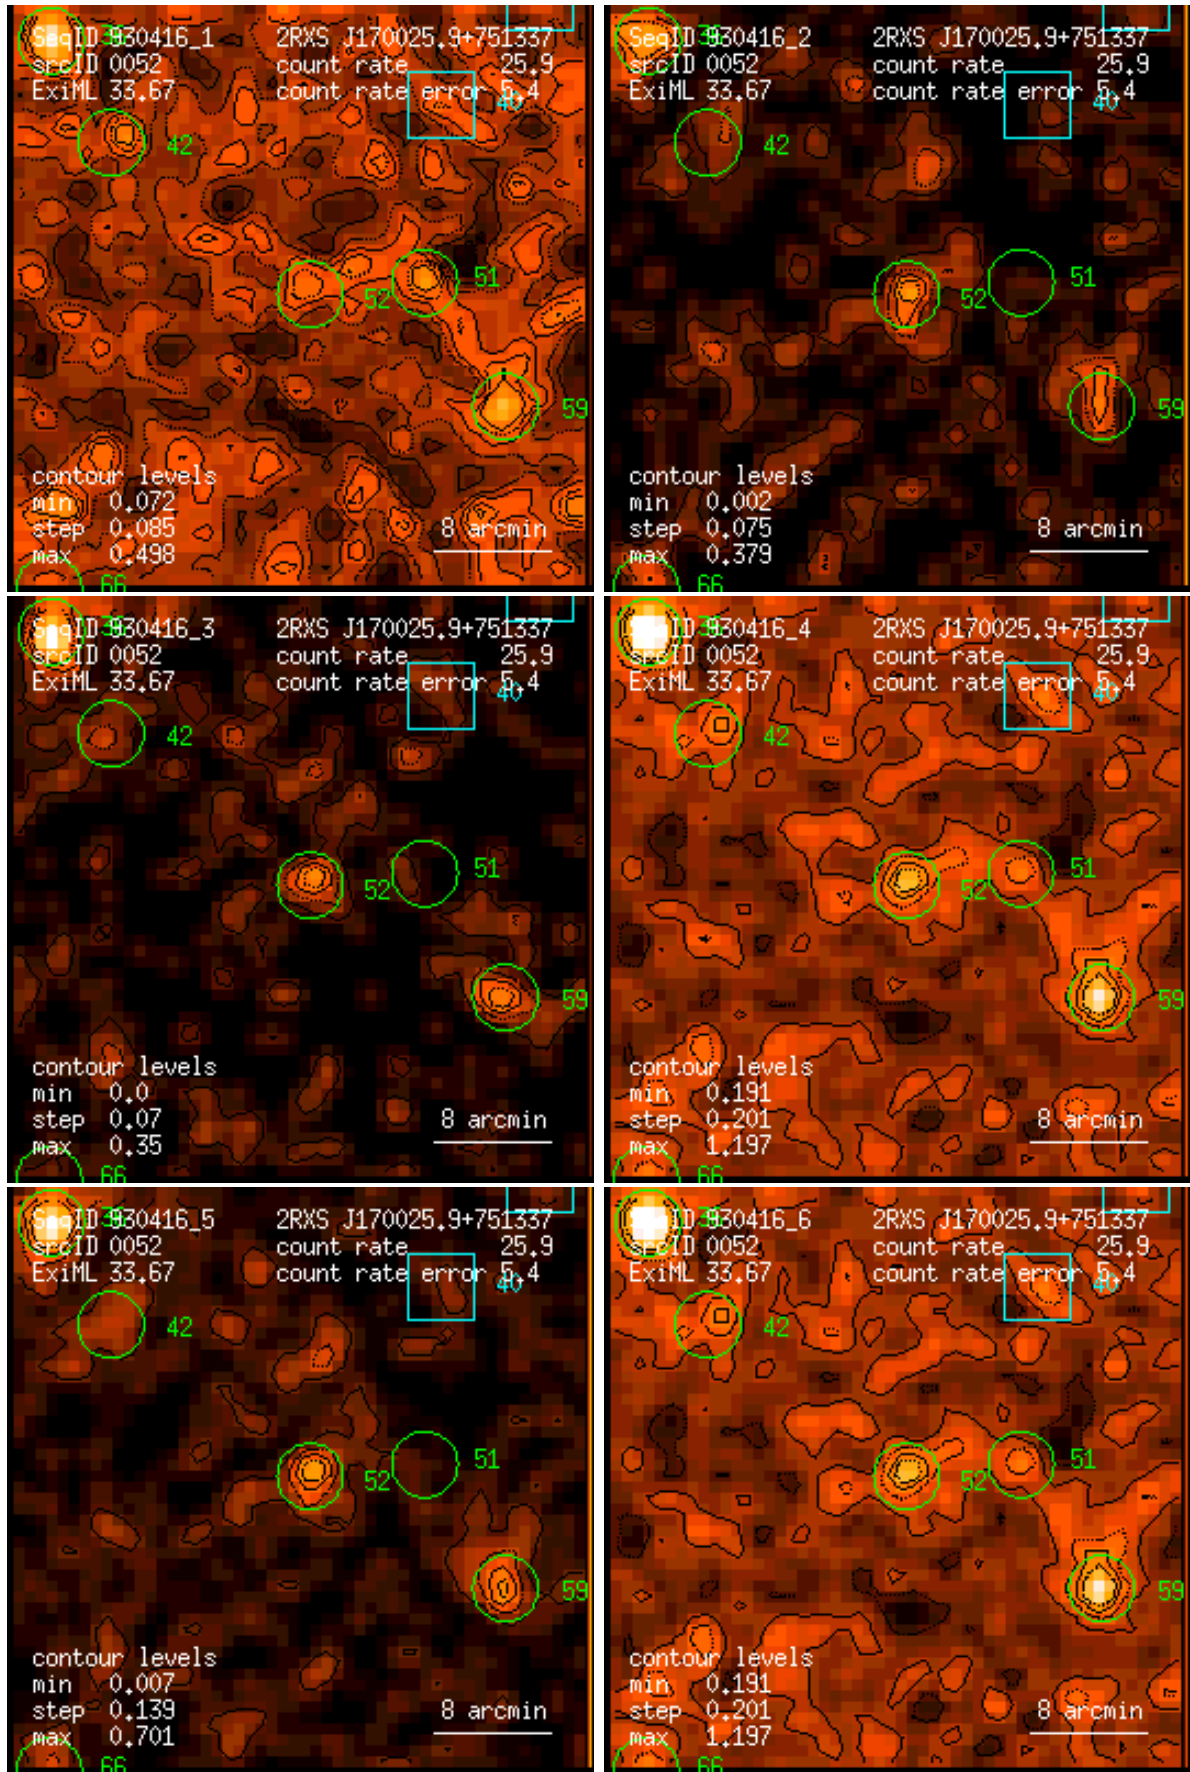 SeqID 930416_1 2RXS J170025.9+751337
srcID 0052 count rate 25.9
ExiML 33.67 count rate error 5.4
40
42
51
52
59
contour levels
min 0.072
step 0.085
max 0.498
8 arcmin
66
SeqID 930416_2 2RXS J170025.9+751337
srcID 0052 count rate 25.9
ExiML 33.67 count rate error 5.4
40
42
51
52
59
contour levels
min 0.002
step 0.075
max 0.379
8 arcmin
66
SeqID 930416_3 2RXS J170025.9+751337
srcID 0052 count rate 25.9
ExiML 33.67 count rate error 5.4
40
42
51
52
59
contour levels
min 0.0
step 0.07
max 0.35
8 arcmin
66
SeqID 930416_4 2RXS J170025.9+751337
srcID 0052 count rate 25.9
ExiML 33.67 count rate error 5.4
40
42
51
52
59
contour levels
min 0.191
step 0.201
max 1.197
8 arcmin
66
SeqID 930416_5 2RXS J170025.9+751337
srcID 0052 count rate 25.9
ExiML 33.67 count rate error 5.4
40
42
51
52
59
contour levels
min 0.007
step 0.139
max 0.701
8 arcmin
66
SeqID 930416_6 2RXS J170025.9+751337
srcID 0052 count rate 25.9
ExiML 33.67 count rate error 5.4
40
42
51
52
59
contour levels
min 0.191
step 0.201
max 1.197
8 arcmin
66